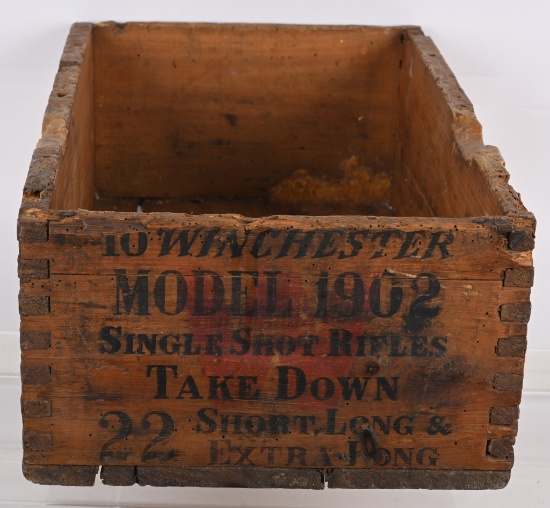 10 WINCHESTER
MODEL 1902
SINGLE SHOT RIFLES
TAKE DOWN
22 SHORT, LONG &
EXTRA LONG